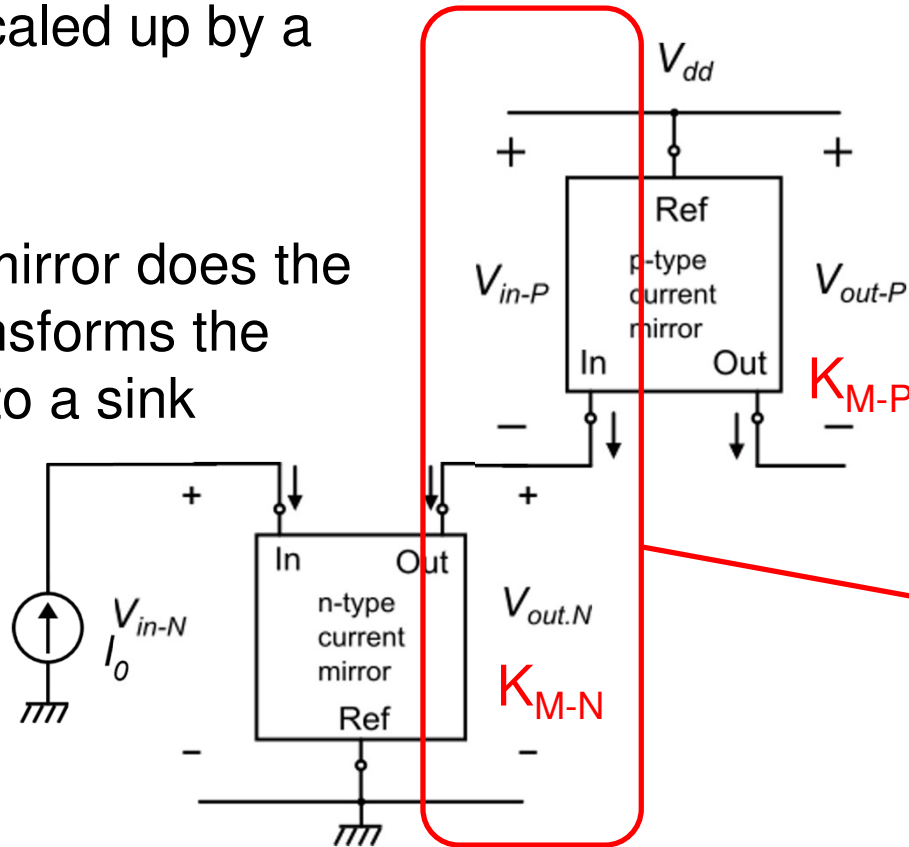 caled up by a
mirror does the
nsforms the
to a sink
V_dd
+
+
Ref
p-type
current
mirror
V_in-P
V_out-P
In
Out
K_M-P
−
−
+
+
In
Out
n-type
current
mirror
Ref
V_in-N
I_0
V_out.N
K_M-N
-
-